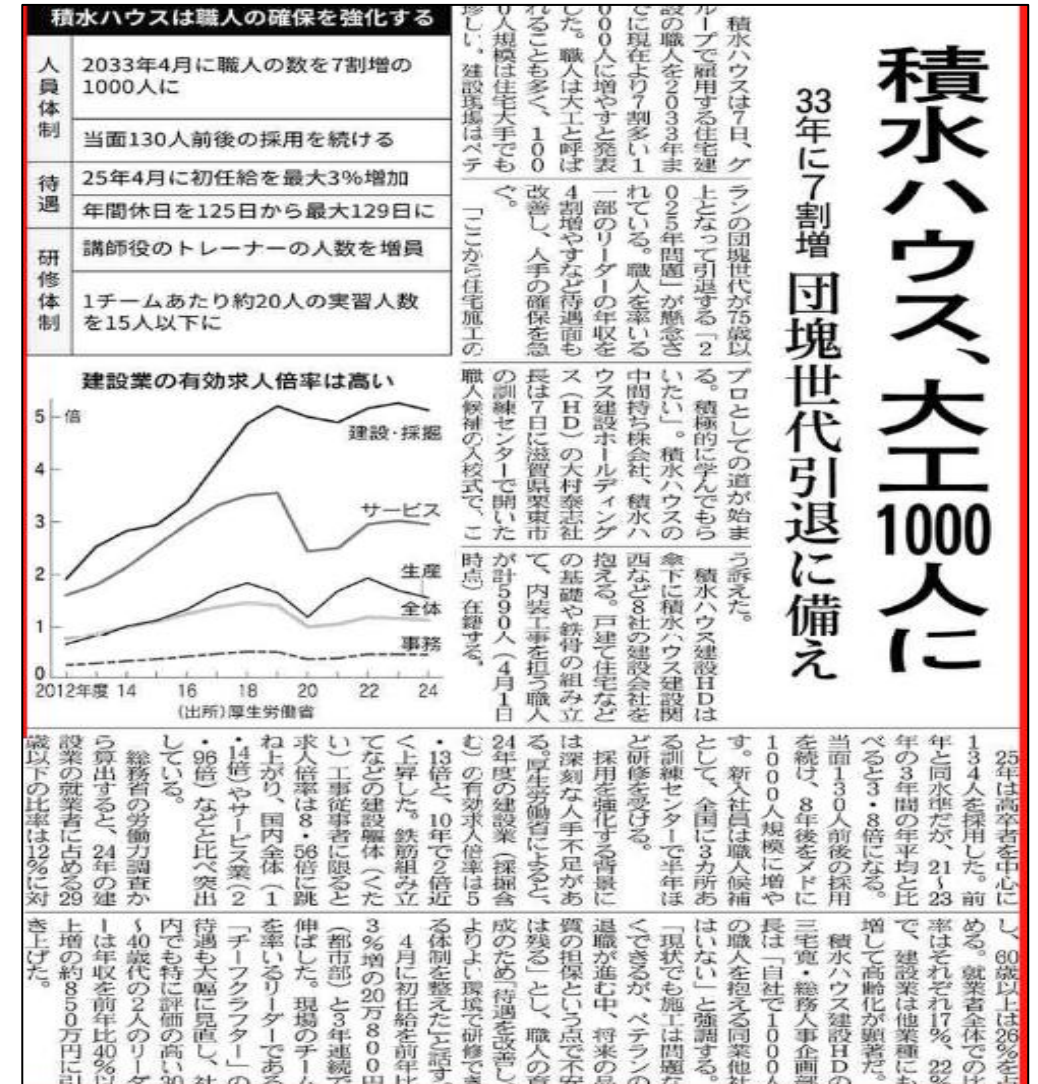 積水ハウス、大工1000人に
33年に7割増 団塊世代引退に備え
積水ハウスは7日、グ
ループで雇用する住宅建
設の職人を2033年ま
でに現在より7割多い1
000人に増やすと発表
した。職人は大工と呼ば
れることも多く、100
0人規模は住宅大手でも
珍しい。建設現場はベテ
ランの団塊世代が75歳以
上となって引退する「2
025年問題」が懸念さ
れている。職人を率いる
一部のリーダーの年収を
4割増やすなど待遇面も
改善し、人手の確保を急
ぐ。
「ここから住宅施工の
プロとしての道が始ま
る。積極的に学んでもら
いたい」。積水ハウスの
中間持ち株会社、積水ハ
ウス建設ホールディング
ス（HD）の大村泰志社
長は7日に滋賀県栗東市
の訓練センターで開いた
職人候補の入校式で、こ
う訴えた。
積水ハウス建設HDは
傘下に積水ハウス建設関
西など8社の建設会社を
抱える。戸建て住宅など
の基礎や鉄骨の組み立
て、内装工事を担う職人
が計590人（4月1日
時点）在籍する。
積水ハウスは職人の確保を強化する
人員体制
2033年4月に職人の数を7割増の
1000人に
当面130人前後の採用を続ける
待遇
25年4月に初任給を最大3%増加
年間休日を125日から最大129日に
研修体制
講師役のトレーナーの人数を増員
1チームあたり約20人の実習人数
を15人以下に
建設業の有効求人倍率は高い
5 倍
建設・採掘
4
サービス
3
2
生産
全体
1
事務
0
2012年度 14 16 18 20 22 24
(出所)厚生労働省
25年は高卒者を中心に
134人を採用した。前
年と同水準だが、21〜23
年の3年間の年平均と比
べると3・8倍になる。
当面130人前後の採用
を続け、8年後をメドに
1000人規模に増や
す。新入社員は職人候補
として、全国に3カ所あ
る訓練センターで半年ほ
ど研修を受ける。
採用を強化する背景に
は深刻な人手不足があ
る。厚生労働省によると、
24年度の建設業（採掘含
む）の有効求人倍率は5
・13倍と、10年で2倍近
く上昇した。鉄筋組み立
てなどの建設躯体（くた
い）工事従事者に限ると
求人倍率は8・56倍に跳
ね上がり、国内全体（1
・14倍）やサービス業（2
・96倍）などと比べ突出
している。
総務省の労働力調査か
ら算出すると、24年の建
設業の就業者に占める29
歳以下の比率は12%に対
し、60歳以上は26%を占
める。就業者全体での比
率はそれぞれ17%、22%
で、建設業は他業種に
増して高齢化が顕著だ。
積水ハウス建設HDの
三宅寛・総務人事企画部
長は「自社で1000人
の職人を抱える同業他社
はいない」と強調する。
「現状でも施工は問題な
くできるが、ベテランの
退職が進む中、将来の品
質の担保という点で不安
は残る」とし、職人の育
成のため「待遇を改善し
よりよい環境で研修でき
る体制を整えた」と話す。
4月に初任給を前年比
3%増の20万800円
（都市部）と3年連続で
伸ばした。現場のチーム
を率いるリーダーである
「チーフクラフター」の
待遇も大幅に見直し、社
内でも特に評価の高い30
〜40歳代の2人のリーダ
ーは年収を前年比40%以
上増の約850万円に引
き上げた。